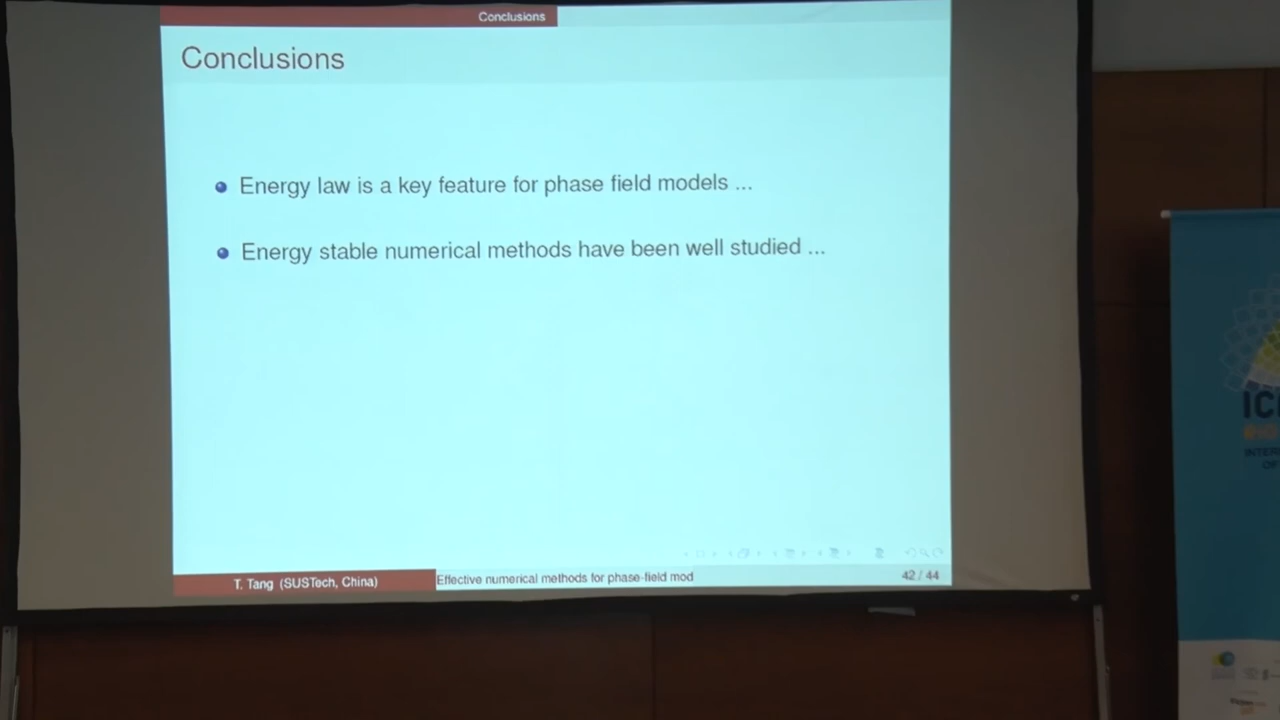 Conclusions
Conclusions
Energy law is a key feature for phase field models ...
Energy stable numerical methods have been well studied ...
T. Tang (SUSTech, China)
Effective numerical methods for phase-field mod
42 / 44